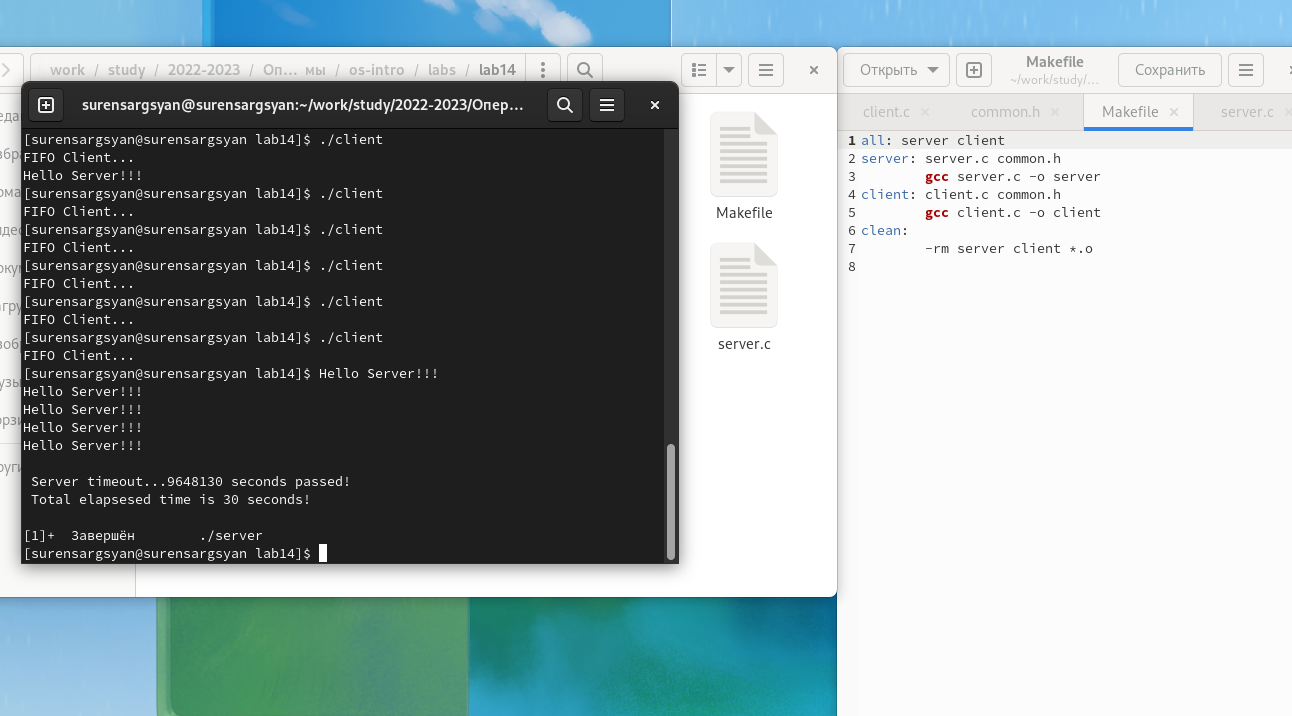 work / study / 2022-2023 / Оп… мы / os-intro / labs / lab14
surensargsyan@surensargsyan:~/work/study/2022-2023/Опер…
[surensargsyan@surensargsyan lab14]$ ./client
FIFO Client...
Hello Server!!!
[surensargsyan@surensargsyan lab14]$ ./client
FIFO Client...
[surensargsyan@surensargsyan lab14]$ ./client
FIFO Client...
[surensargsyan@surensargsyan lab14]$ ./client
FIFO Client...
[surensargsyan@surensargsyan lab14]$ ./client
FIFO Client...
[surensargsyan@surensargsyan lab14]$ ./client
FIFO Client...
[surensargsyan@surensargsyan lab14]$ Hello Server!!!
Hello Server!!!
Hello Server!!!
Hello Server!!!
Hello Server!!!
Server timeout...9648130 seconds passed!
Total elapsesed time is 30 seconds!
[1]+  Завершён        ./server
[surensargsyan@surensargsyan lab14]$
Makefile
server.c
Открыть
Makefile
~/work/study/…
Сохранить
client.c
common.h
Makefile
server.c
1 all: server client
2 server: server.c common.h
3         gcc server.c -o server
4 client: client.c common.h
5         gcc client.c -o client
6 clean:
7         -rm server client *.o
8